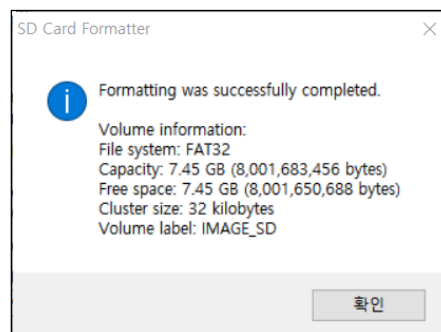 SD Card Formatter
Formatting was successfully completed.
Volume information:
File system: FAT32
Capacity: 7.45 GB (8,001,683,456 bytes)
Free space: 7.45 GB (8,001,650,688 bytes)
Cluster size: 32 kilobytes
Volume label: IMAGE_SD
확인